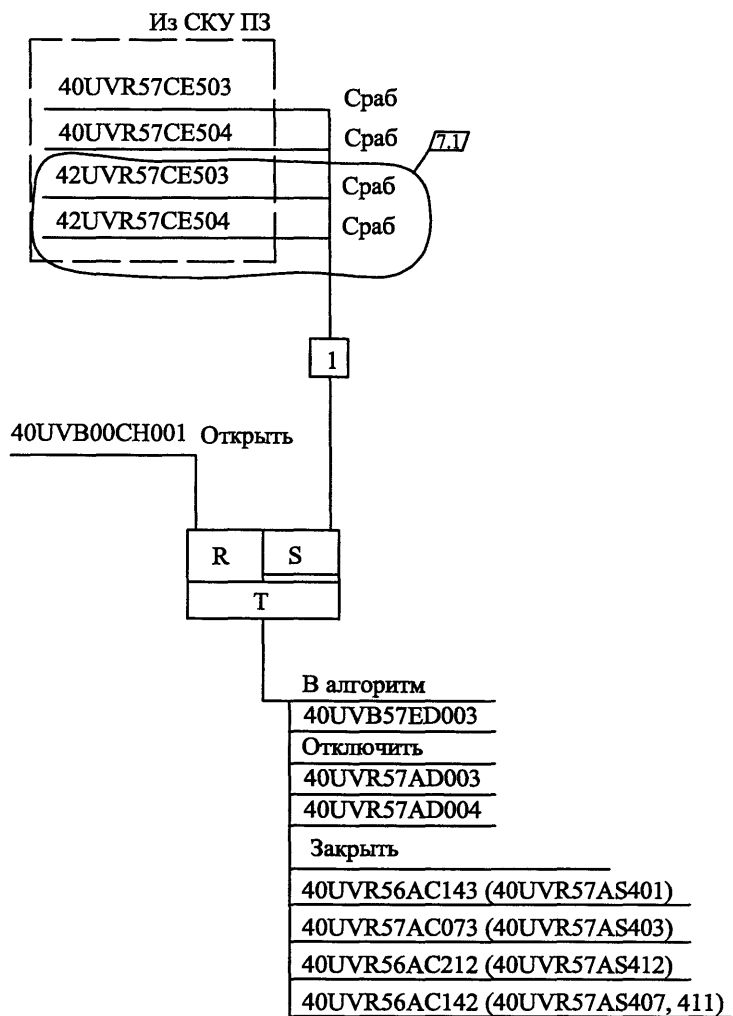 Из СКУ ПЗ
40UVR57CE503 Сраб
40UVR57CE504 Сраб
7.1
42UVR57CE503 Сраб
42UVR57CE504 Сраб
1
40UVB00CH001 Открыть
R S
T
В алгоритм
40UVB57ED003
Отключить
40UVR57AD003
40UVR57AD004
Закрыть
40UVR56AC143 (40UVR57AS401)
40UVR57AC073 (40UVR57AS403)
40UVR56AC212 (40UVR57AS412)
40UVR56AC142 (40UVR57AS407, 411)